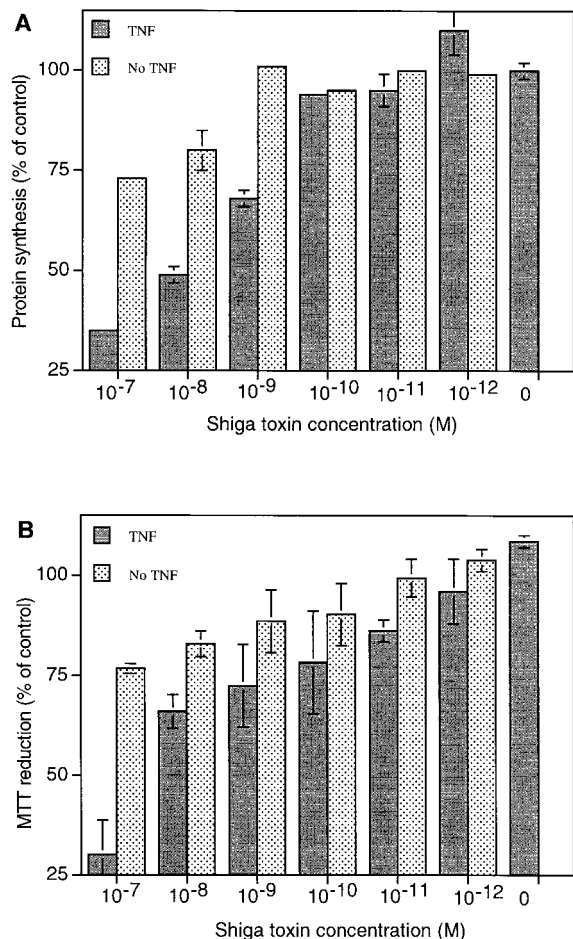 A
TNF
No TNF
Protein synthesis (% of control)
100
75
50
25
10-7 10-8 10-9 10-10 10-11 10-12 0
Shiga toxin concentration (M)
B
TNF
No TNF
MTT reduction (% of control)
100
75
50
25
10-7 10-8 10-9 10-10 10-11 10-12 0
Shiga toxin concentration (M)